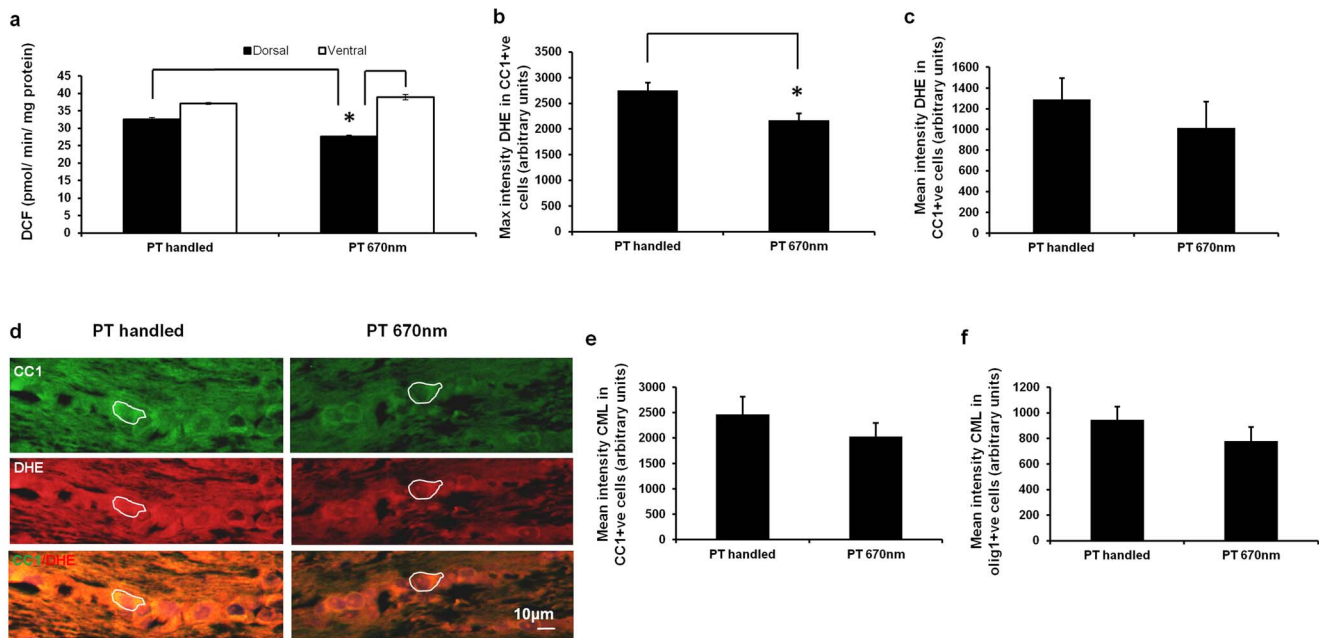 a
Dorsal Ventral
DCF (pmol/ min/ mg protein)
45
40
35
30
25
20
15
10
5
0
*
PT handled PT 670nm
b
Max intensity DHE in CC1+ve
cells (arbitrary units)
3500
3000
2500
2000
1500
1000
500
0
*
PT handled PT 670nm
c
Mean intensity DHE in
CC1+ve cells (arbitrary units)
1600
1400
1200
1000
800
600
400
200
0
PT handled PT 670nm
d
PT handled PT 670nm
CC1
DHE
CC1/DHE
10µm
e
Mean intensity CML in
CC1+ve cells (arbitrary units)
3000
2500
2000
1500
1000
500
0
PT handled PT 670nm
f
Mean intensity CML in
olig1+ve cells (arbitrary units)
1200
1000
800
600
400
200
0
PT handled PT 670nm